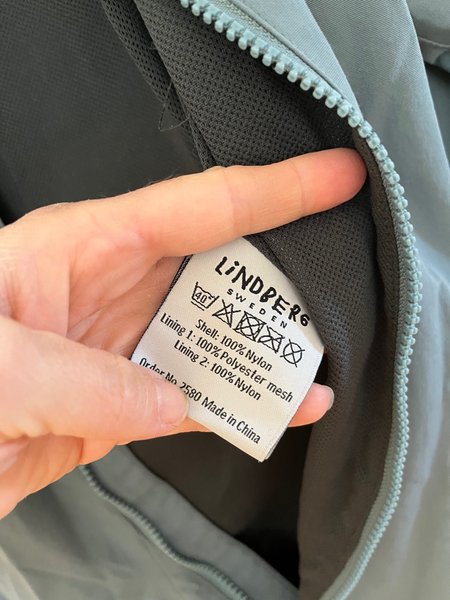 LiNDBERG
SWEDEN
40°
Shell: 100% Nylon
Lining 1: 100% Polyester mesh
Lining 2: 100% Nylon
Order No. 2580 Made in China